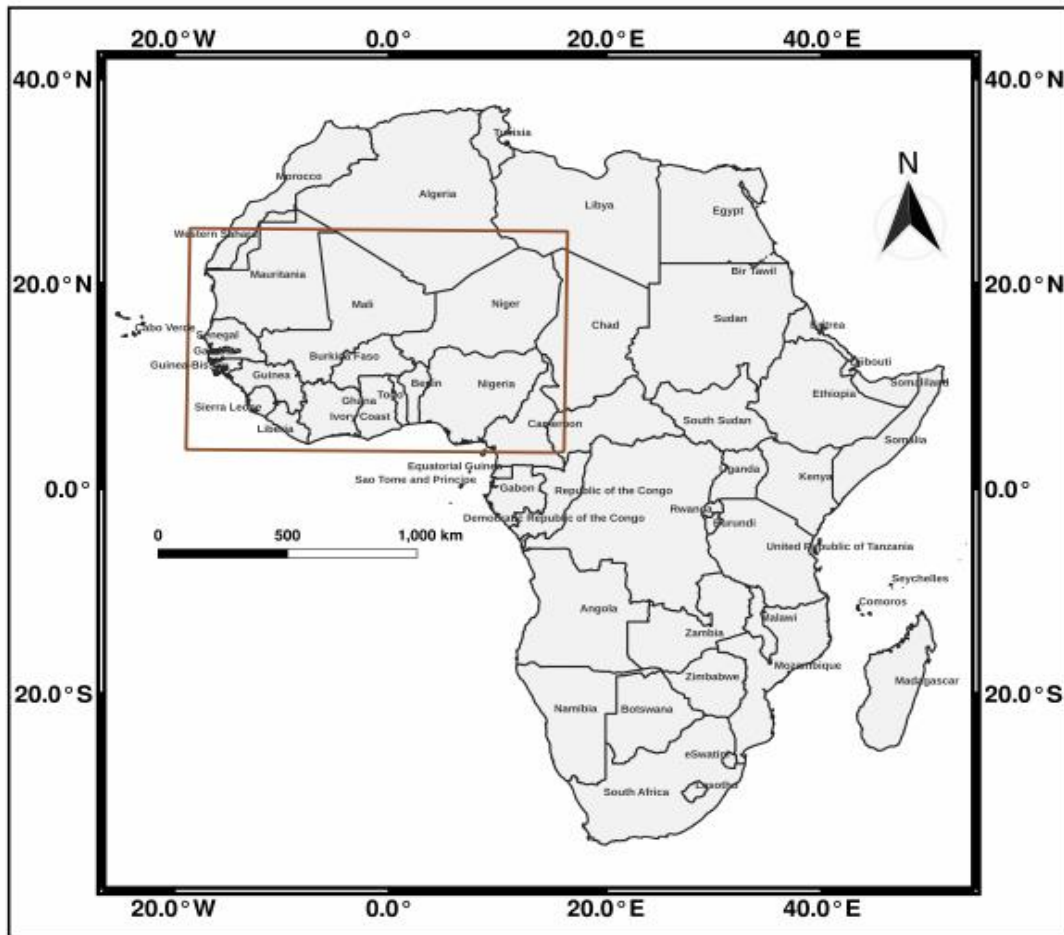 20.0°W 0.0° 20.0°E 40.0°E
40.0°N 40.0°N
Tunisia
N
Morocco
Algeria
Libya
Egypt
Western Sahara
Bir Tawil
Mauritania
20.0°N 20.0°N
Mali
Niger
Chad
Sudan
Cabo Verde
Senegal
Eritrea
Burkina Faso
Djibouti
Guinea
Nigeria
Benin
Somaliland
Togo
Ethiopia
Ghana
Sierra Leone
Ivory Coast
South Sudan
Cameroon
Liberia
Somalia
Equatorial Guinea
Uganda
Sao Tome and Principe
Kenya
0.0° 0.0°
Gabon
Republic of the Congo
Rwanda
Democratic Republic of the Congo
Burundi
0 500 1,000 km
United Republic of Tanzania
Seychelles
Comoros
Angola
Malawi
Zambia
Mozambique
Zimbabwe
Madagascar
20.0°S 20.0°S
Namibia
Botswana
eSwatini
Lesotho
South Africa
20.0°W 0.0° 20.0°E 40.0°E